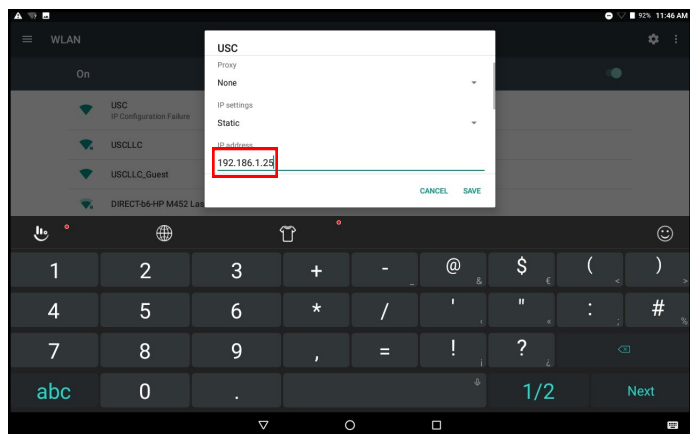 92% 11:46 AM
WLAN
On
USC
IP Configuration Failure
USCLLC
USCLLC_Guest
DIRECT-b6-HP M452 Las
USC
Proxy
None
IP settings
Static
IP address
192.186.1.25
CANCEL SAVE
1 2 3 + - _ @ & $ € ( < ) >
4 5 6 * / ' " « : ; # %
7 8 9 , = ! ¡ ? ¿
abc 0 . 1/2 Next